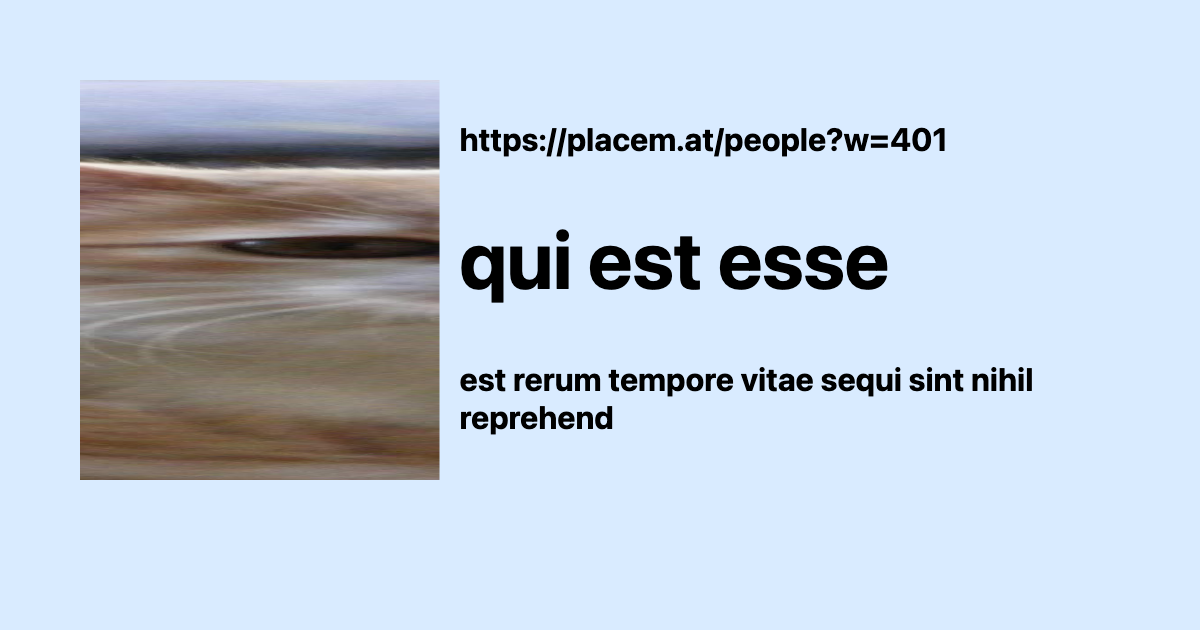 https://placem.at/people?w=401
qui est esse
est rerum tempore vitae sequi sint nihil
reprehend